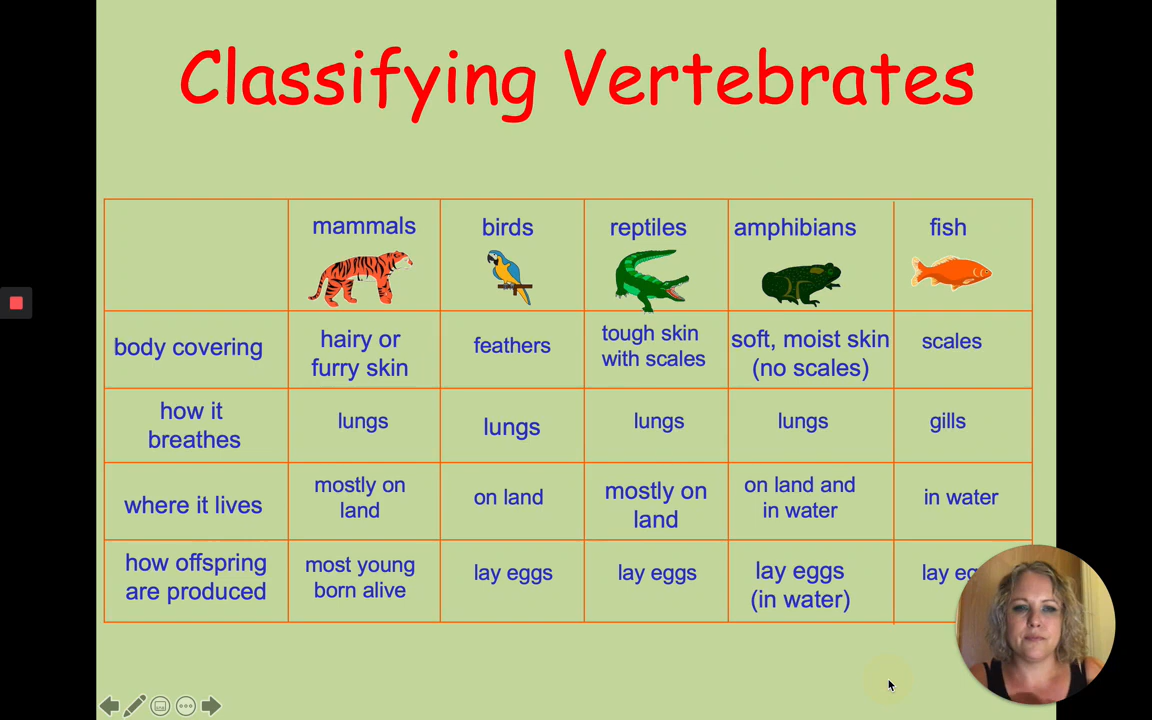 Classifying Vertebrates
mammals
birds
reptiles
amphibians
fish
body covering
hairy or
furry skin
feathers
tough skin
with scales
soft, moist skin
(no scales)
scales
how it
breathes
lungs
lungs
lungs
lungs
gills
where it lives
mostly on
land
on land
mostly on
land
on land and
in water
in water
how offspring
are produced
most young
born alive
lay eggs
lay eggs
lay eggs
(in water)
lay